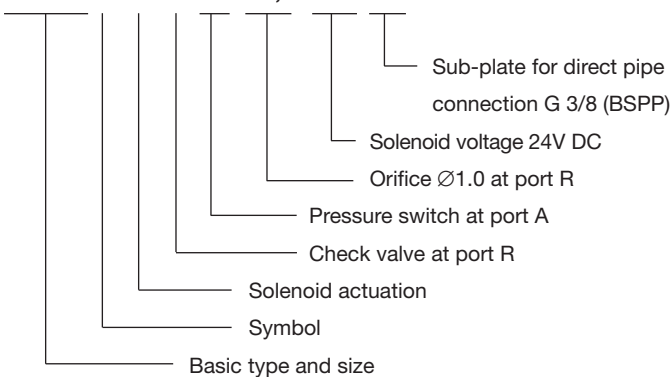 Sub-plate for direct pipe
connection G 3/8 (BSPP)
Solenoid voltage 24V DC
Orifice ∅1.0 at port R
Pressure switch at port A
Check valve at port R
Solenoid actuation
Symbol
Basic type and size